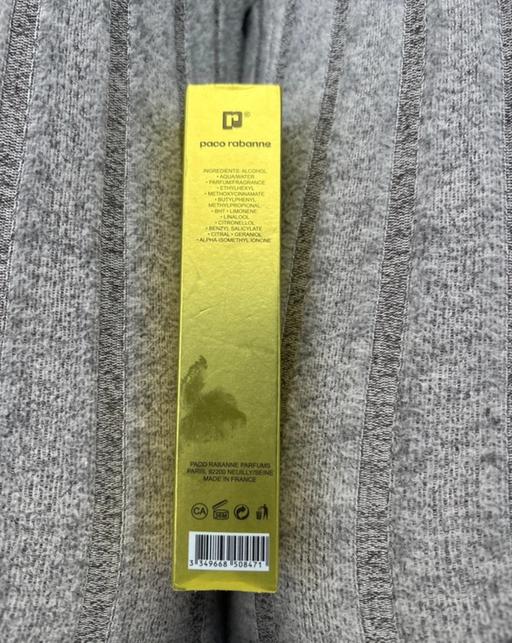 paco rabanne
INGREDIENTS: ALCOHOL
• AQUA/WATER
• PARFUM/FRAGRANCE
• ETHYLHEXYL
• METHOXYCINNAMATE
• BUTYLPHENYL
METHYLPROPIONAL
• BHT • LIMONENE
• LINALOOL
• CITRONELLOL
• BENZYL SALICYLATE
• CITRAL • GERANIOL
• ALPHA-ISOMETHYL IONONE
PACO RABANNE PARFUMS
PARIS, 92200 NEUILLY/SEINE
MADE IN FRANCE
CA
3 349668 508471